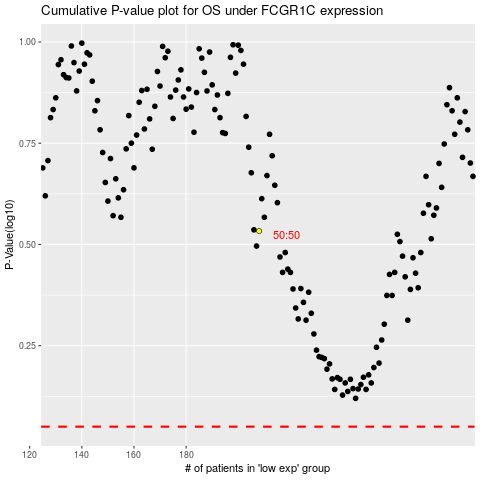 Cumulative P-value plot for OS under FCGR1C expression
P-Value(log10)
1.00
0.75
0.50
0.25
50:50
120 140 160 180
# of patients in 'low exp' group